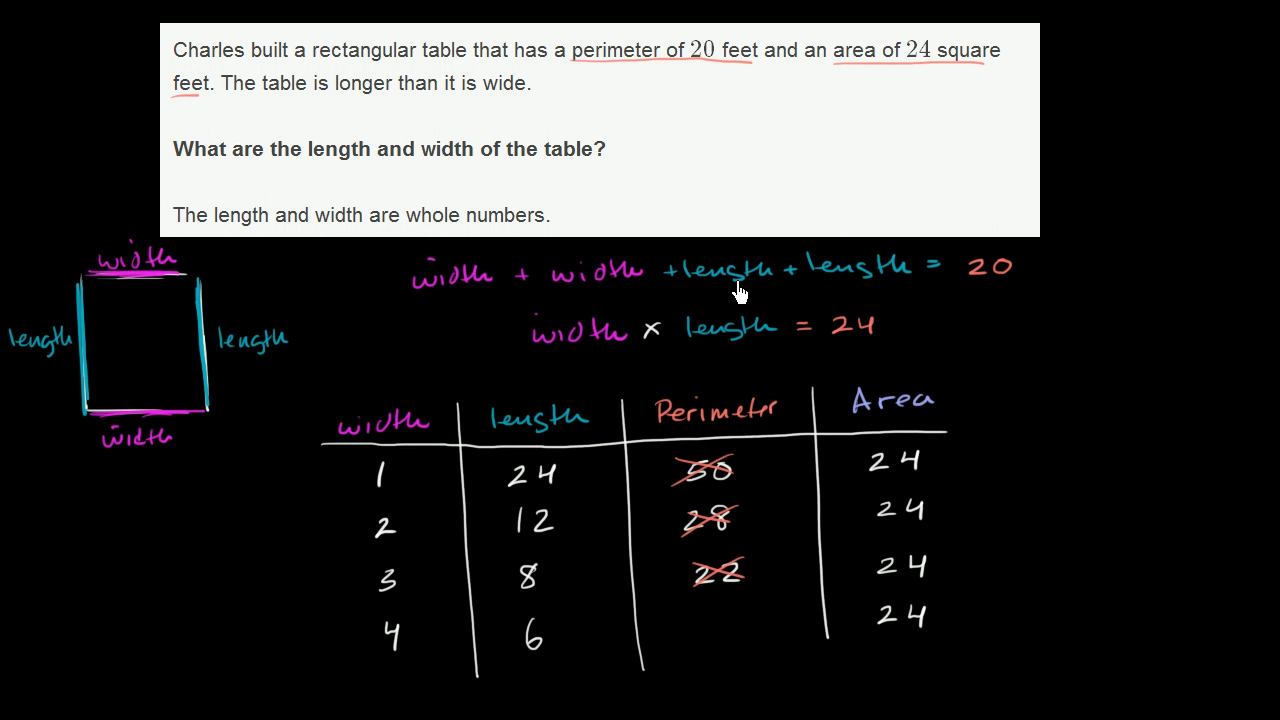 Charles built a rectangular table that has a perimeter of 20 feet and an area of 24 square
feet. The table is longer than it is wide.
What are the length and width of the table?
The length and width are whole numbers.
width
length
length
width
width + width + length + length = 20
width × length = 24
width length Perimeter Area
1 24 50 24
2 12 28 24
3 8 22 24
4 6 24